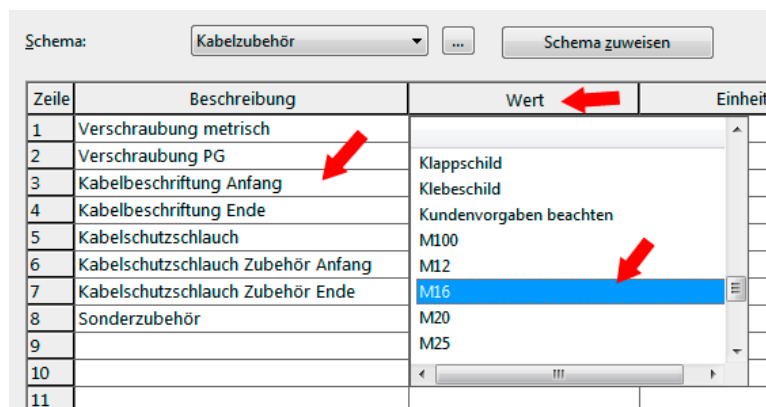 Schema: Kabelzubehör ... Schema zuweisen
Zeile Beschreibung Wert Einheit
1 Verschraubung metrisch
2 Verschraubung PG
3 Kabelbeschriftung Anfang
4 Kabelbeschriftung Ende
5 Kabelschutzschlauch
6 Kabelschutzschlauch Zubehör Anfang
7 Kabelschutzschlauch Zubehör Ende
8 Sonderzubehör
9
10
11
Klappschild
Klebeschild
Kundenvorgaben beachten
M100
M12
M16
M20
M25